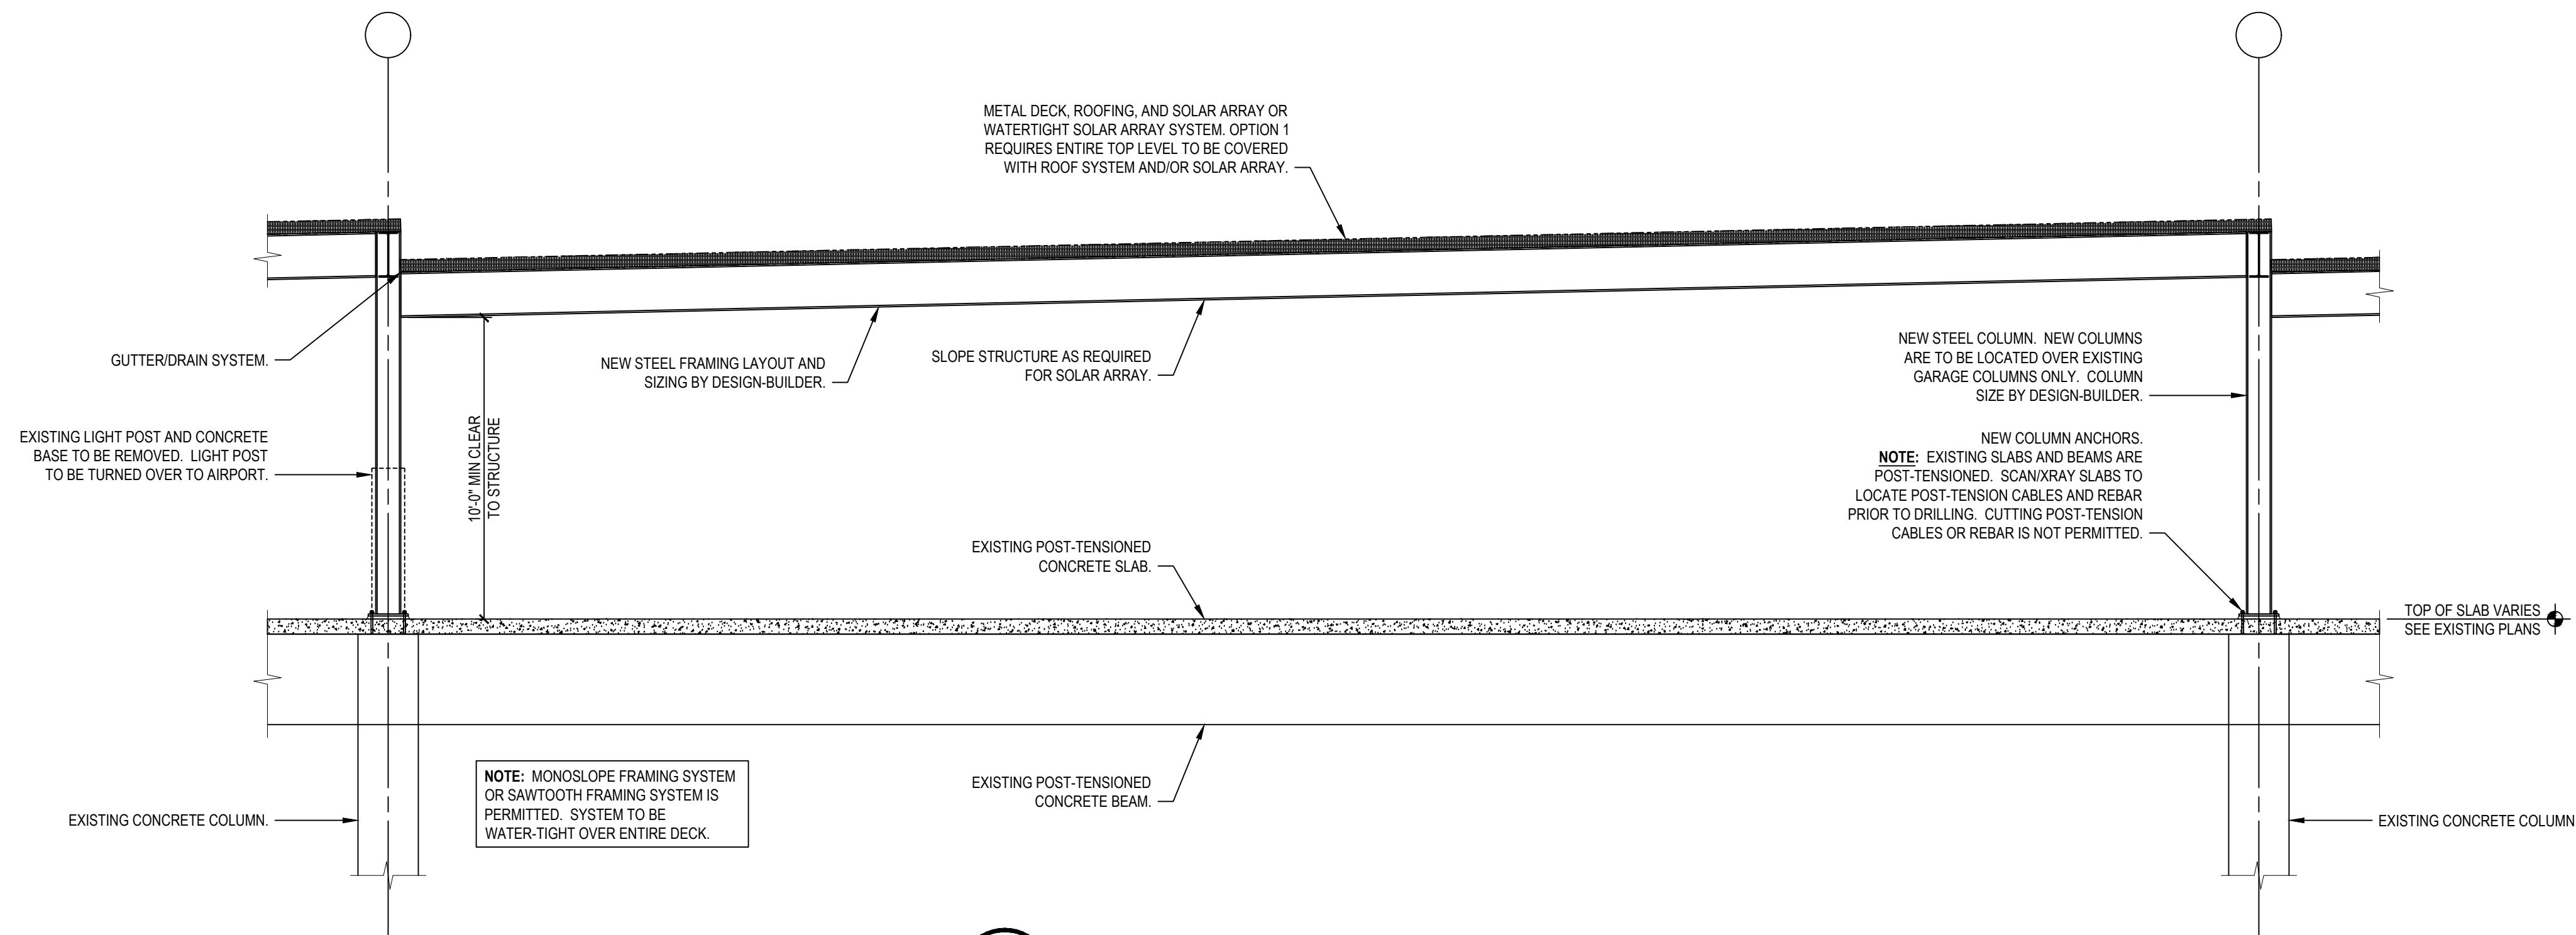 METAL DECK, ROOFING, AND SOLAR ARRAY OR
WATERTIGHT SOLAR ARRAY SYSTEM. OPTION 1
REQUIRES ENTIRE TOP LEVEL TO BE COVERED
WITH ROOF SYSTEM AND/OR SOLAR ARRAY.
GUTTER/DRAIN SYSTEM.
NEW STEEL FRAMING LAYOUT AND
SIZING BY DESIGN-BUILDER.
SLOPE STRUCTURE AS REQUIRED
FOR SOLAR ARRAY.
NEW STEEL COLUMN. NEW COLUMNS
ARE TO BE LOCATED OVER EXISTING
GARAGE COLUMNS ONLY. COLUMN
SIZE BY DESIGN-BUILDER.
EXISTING LIGHT POST AND CONCRETE
BASE TO BE REMOVED. LIGHT POST
TO BE TURNED OVER TO AIRPORT.
10'-0" MIN CLEAR
TO STRUCTURE
NEW COLUMN ANCHORS.
NOTE: EXISTING SLABS AND BEAMS ARE
POST-TENSIONED. SCAN/XRAY SLABS TO
LOCATE POST-TENSION CABLES AND REBAR
PRIOR TO DRILLING. CUTTING POST-TENSION
CABLES OR REBAR IS NOT PERMITTED.
EXISTING POST-TENSIONED
CONCRETE SLAB.
TOP OF SLAB VARIES
SEE EXISTING PLANS
NOTE: MONOSLOPE FRAMING SYSTEM
OR SAWTOOTH FRAMING SYSTEM IS
PERMITTED. SYSTEM TO BE
WATER-TIGHT OVER ENTIRE DECK.
EXISTING POST-TENSIONED
CONCRETE BEAM.
EXISTING CONCRETE COLUMN.
EXISTING CONCRETE COLUMN